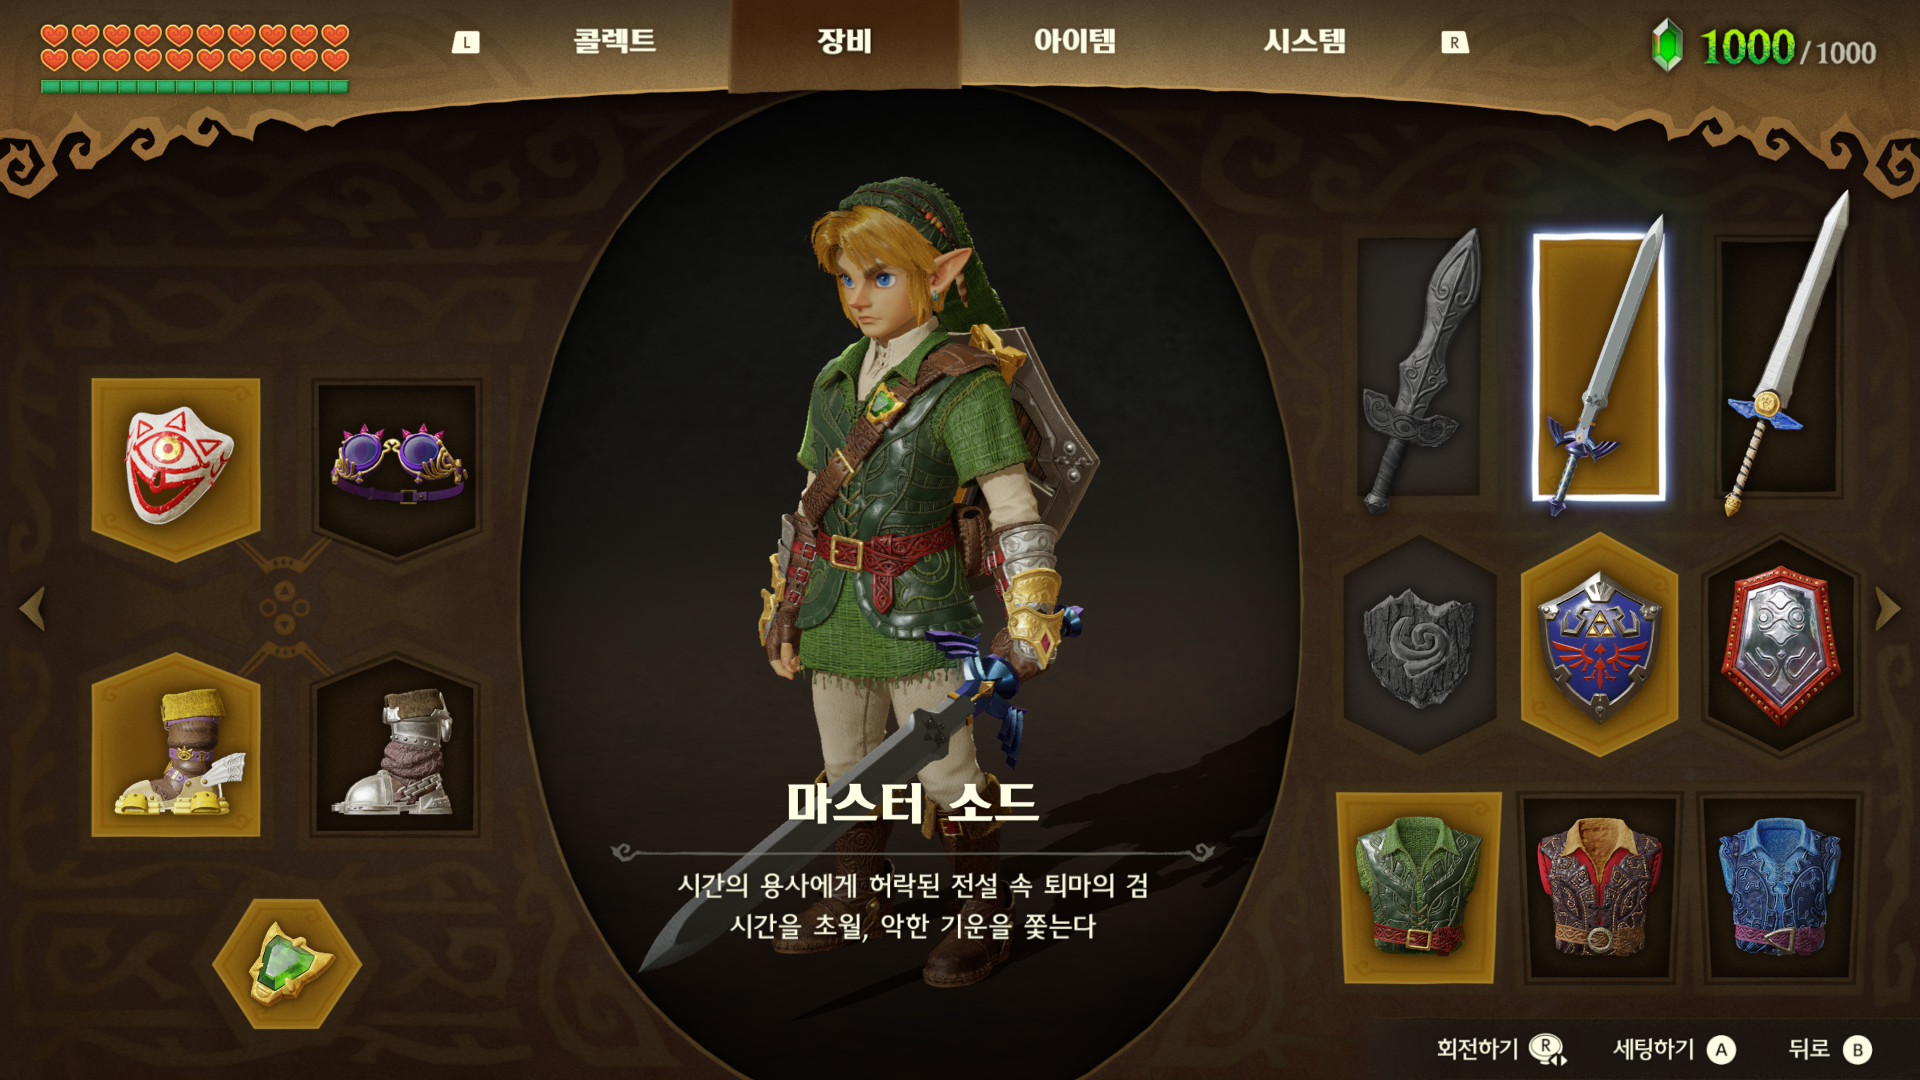 L 콜렉트 장비 아이템 시스템 R 1000/1000
마스터 소드
시간의 용사에게 허락된 전설 속 퇴마의 검
시간을 초월, 악한 기운을 쫓는다
회전하기 R 세팅하기 A 뒤로 B